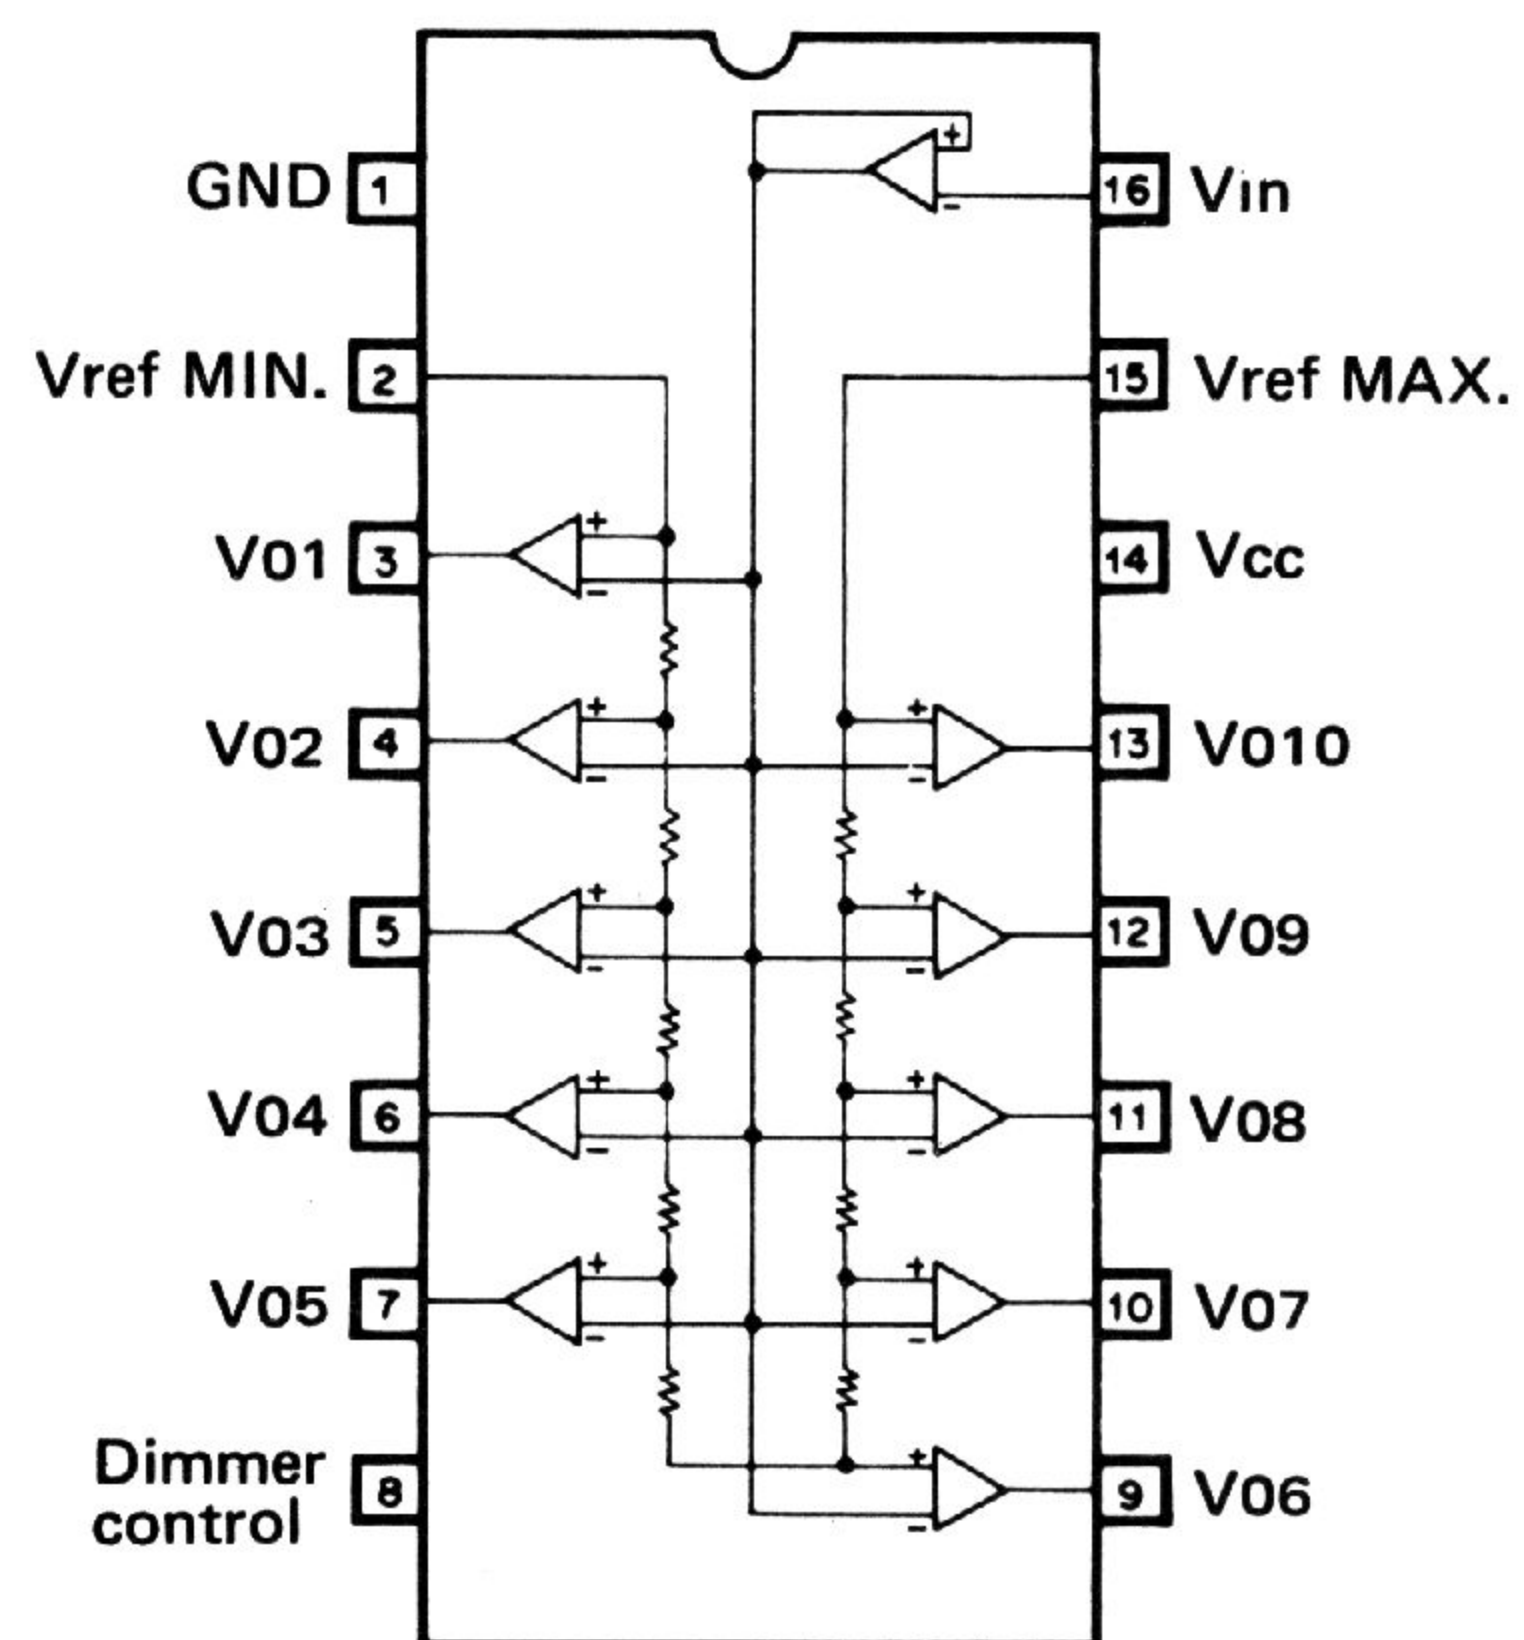 GND 1
16 Vin
Vref MIN. 2
15 Vref MAX.
V01 3
14 Vcc
V02 4
13 V010
V03 5
12 V09
V04 6
11 V08
V05 7
10 V07
Dimmer
control 8
9 V06
+
-
+
-
+
-
+
-
+
-
+
-
+
-
+
-
+
-
+
-
+
-